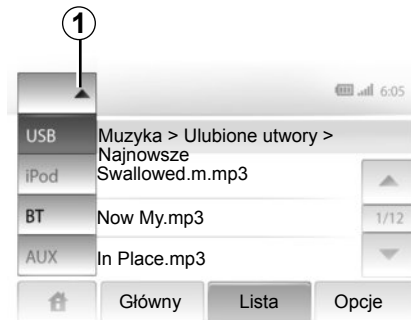 1
6:05
USB
Muzyka > Ulubione utwory >
Najnowsze
iPod
Swallowed.m.mp3
BT
Now My.mp3
1/12
AUX
In Place.mp3
Główny
Lista
Opcje